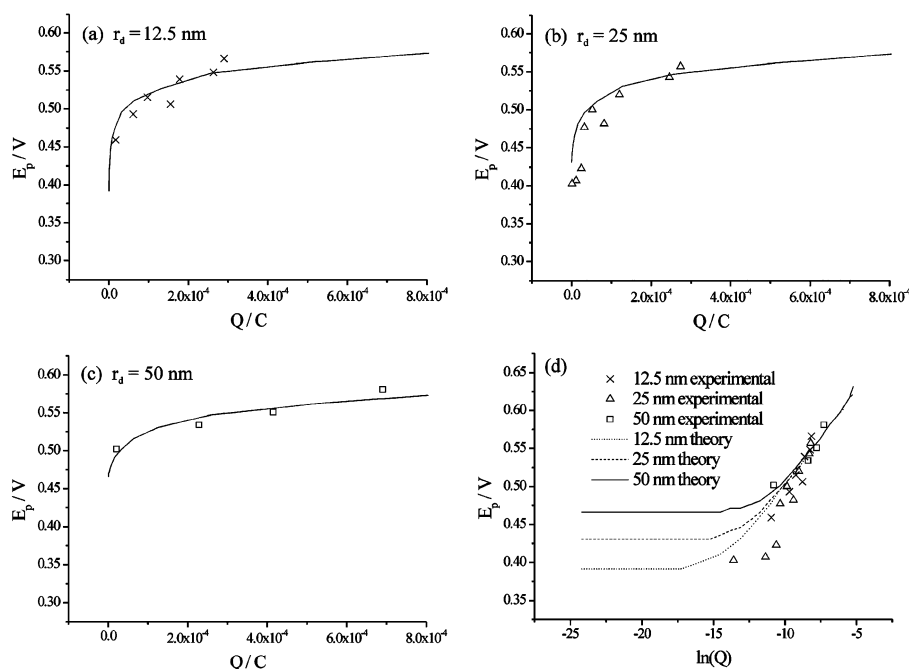 (a) r_d = 12.5 nm
0.60
0.55
0.50
0.45
0.40
0.35
0.30
E_p / V
0.0
2.0x10^-4
4.0x10^-4
6.0x10^-4
8.0x10^-4
Q / C
(b) r_d = 25 nm
0.60
0.55
0.50
0.45
0.40
0.35
0.30
E_p / V
0.0
2.0x10^-4
4.0x10^-4
6.0x10^-4
8.0x10^-4
Q / C
(c) r_d = 50 nm
0.60
0.55
0.50
0.45
0.40
0.35
0.30
E_p / V
0.0
2.0x10^-4
4.0x10^-4
6.0x10^-4
8.0x10^-4
Q / C
(d)
12.5 nm experimental
25 nm experimental
50 nm experimental
12.5 nm theory
25 nm theory
50 nm theory
0.65
0.60
0.55
0.50
0.45
0.40
0.35
E_p / V
-25
-20
-15
-10
-5
ln(Q)